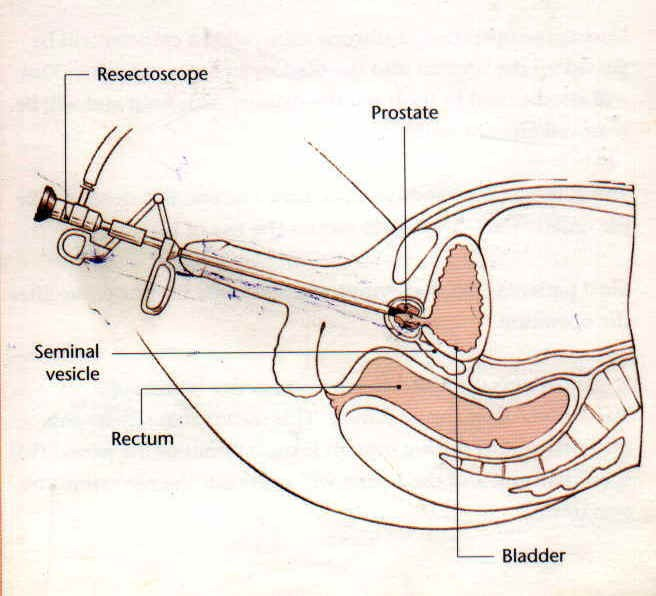 Resectoscope
Prostate
Seminal
vesicle
Rectum
Bladder